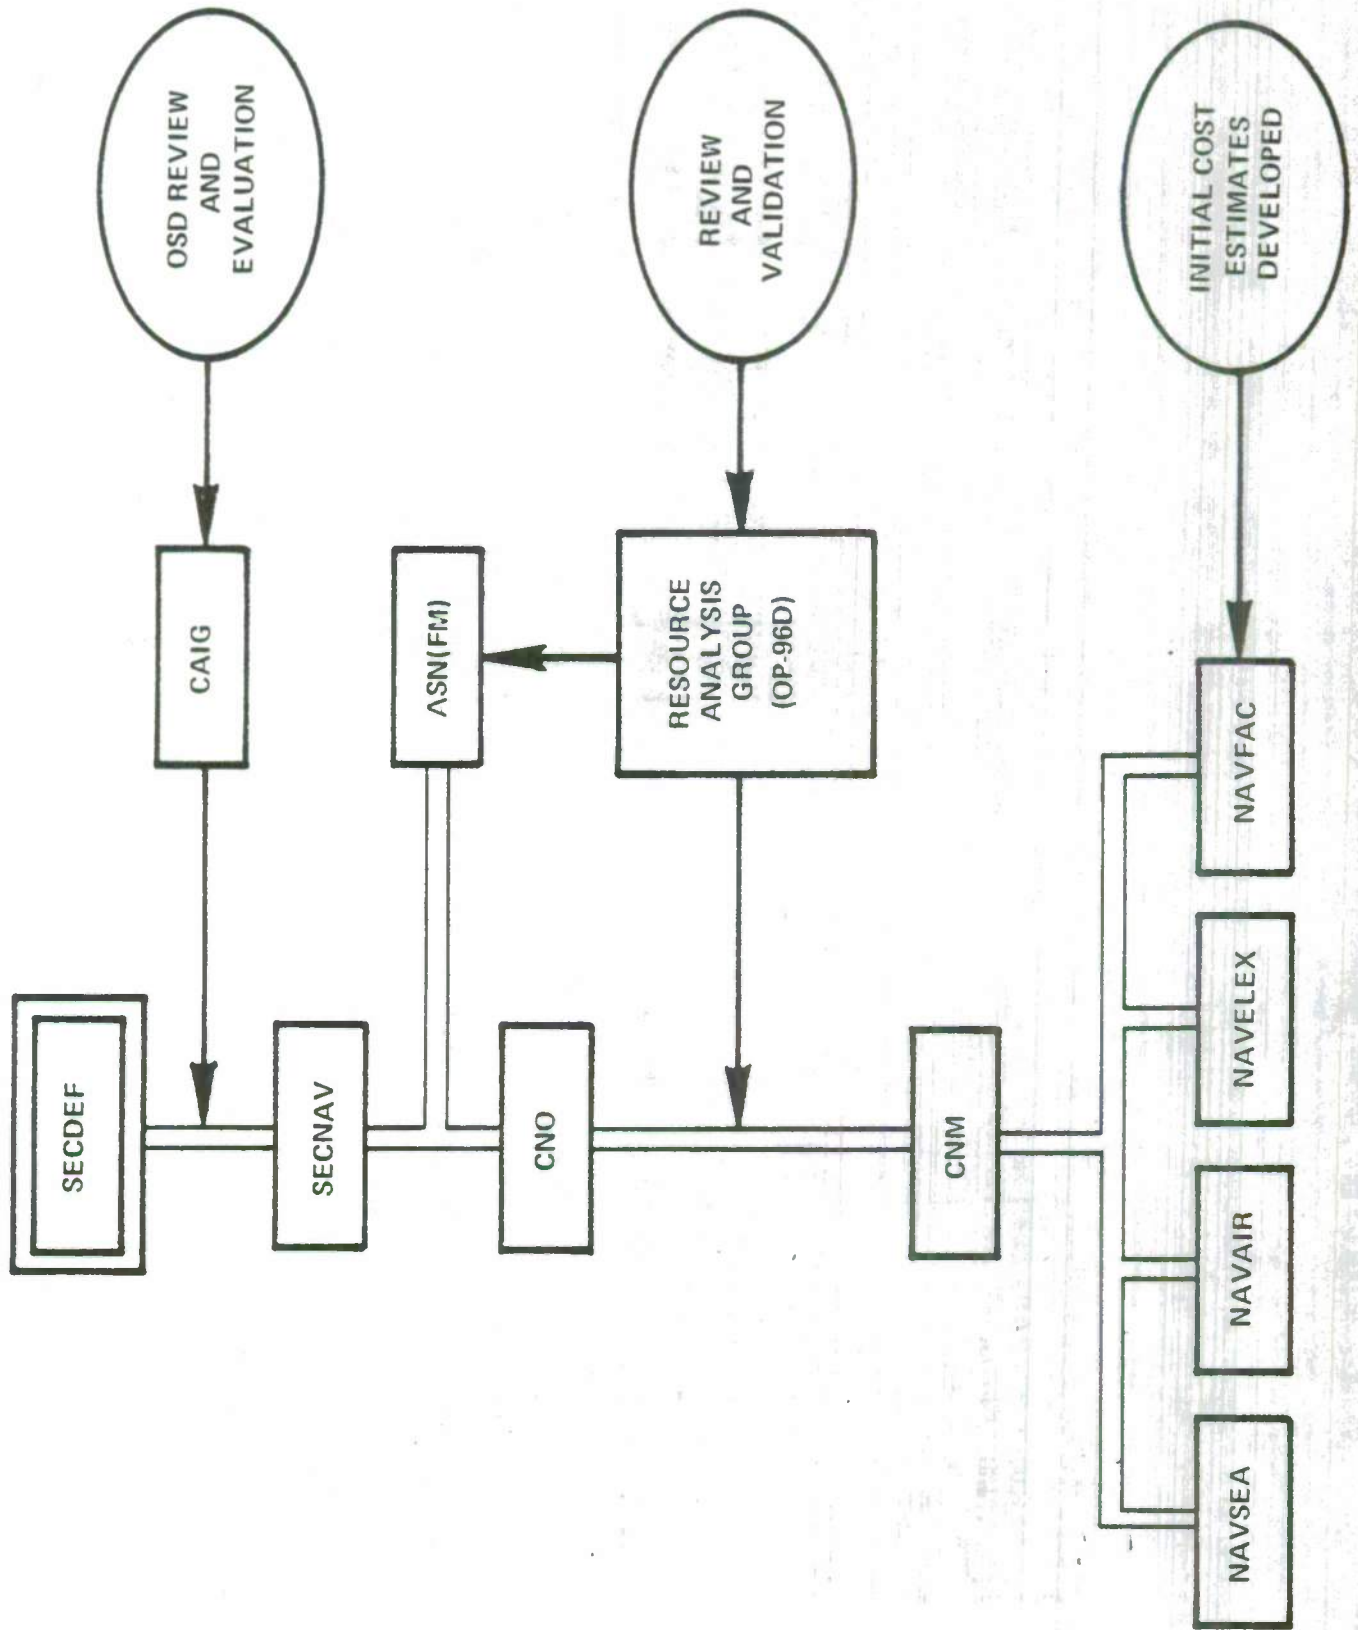 SECDEF
CAIG
OSD REVIEW
AND
EVALUATION
SECNAV
ASN(FM)
CNO
RESOURCE
ANALYSIS
GROUP
(OP-96D)
REVIEW
AND
VALIDATION
CNM
NAVSEA
NAVAIR
NAVELEX
NAVFAC
INITIAL COST
ESTIMATES
DEVELOPED